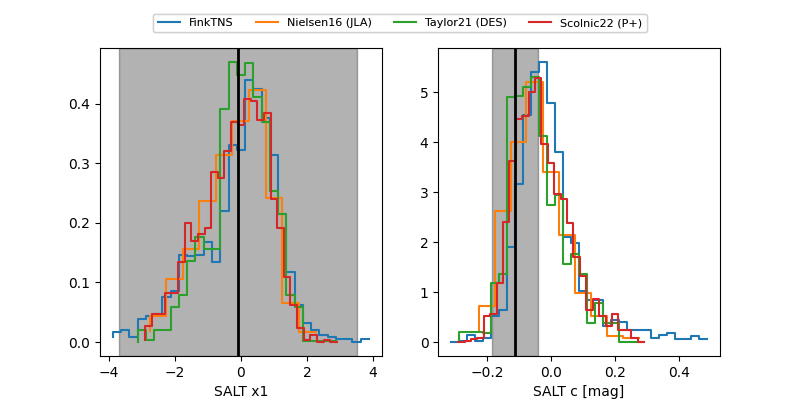 FinkTNS Nielsen16 (JLA) Taylor21 (DES) Scolnic22 (P+)
0.4
0.3
0.2
0.1
0.0
−4 −2 0 2 4
SALT x1
5
4
3
2
1
0
−0.2 0.0 0.2 0.4
SALT c [mag]